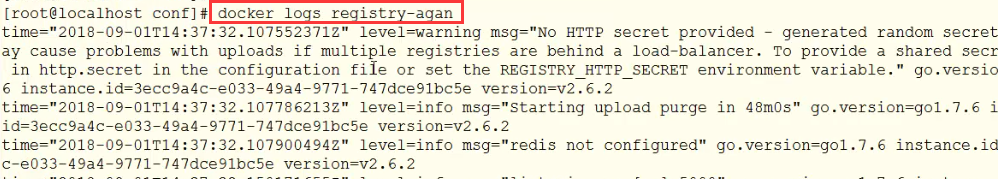 [root@localhost conf]# docker logs registry-agan
time="2018-09-01T14:37:32.107552371Z" level=warning msg="No HTTP secret provided - generated random secret
ay cause problems with uploads if multiple registries are behind a load-balancer. To provide a shared secr
in http.secret in the configuration file or set the REGISTRY_HTTP_SECRET environment variable." go.versio
6 instance.id=3ecc9a4c-e033-49a4-9771-747dce91bc5e version=v2.6.2
time="2018-09-01T14:37:32.107786213Z" level=info msg="Starting upload purge in 48m0s" go.version=go1.7.6 i
id=3ecc9a4c-e033-49a4-9771-747dce91bc5e version=v2.6.2
time="2018-09-01T14:37:32.107900494Z" level=info msg="redis not configured" go.version=go1.7.6 instance.id
c-e033-49a4-9771-747dce91bc5e version=v2.6.2